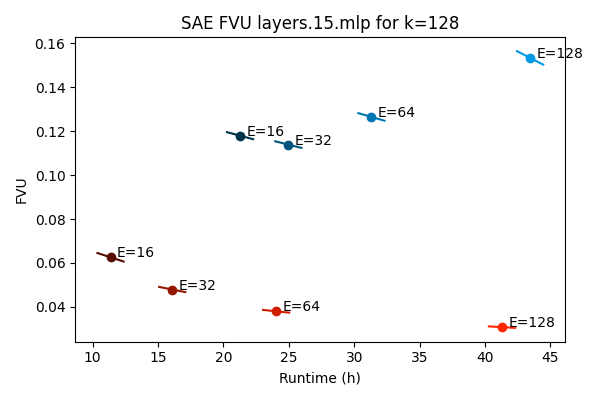 SAE FVU layers.15.mlp for k=128
FVU
0.16
0.14
0.12
0.10
0.08
0.06
0.04
E=128
E=64
E=16
E=32
E=16
E=32
E=64
E=128
10 15 20 25 30 35 40 45
Runtime (h)